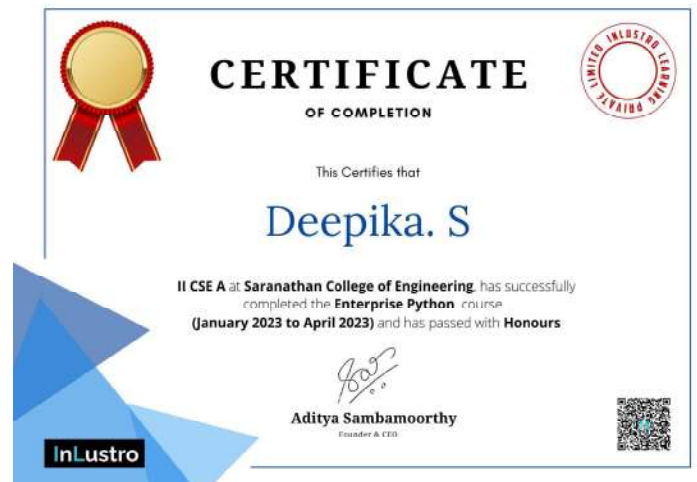 CERTIFICATE
INLUSTRO LEARNING PRIVATE LIMITED
OF COMPLETION
This Certifies that
Deepika. S
II CSE A at Saranathan College of Engineering, has successfully
completed the Enterprise Python course
(January 2023 to April 2023) and has passed with Honours
Aditya Sambamoorthy
Founder & CEO
InLustro